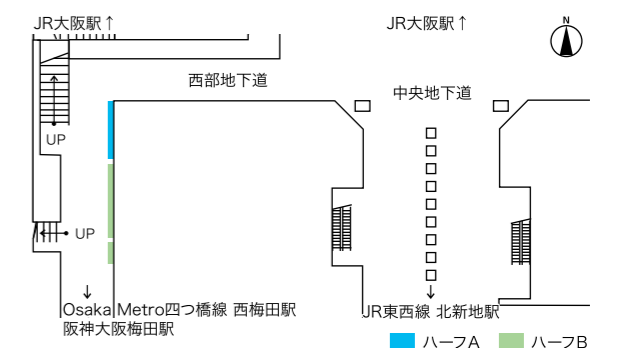 JR大阪駅↑
JR大阪駅↑
N
西部地下道
中央地下道
UP
UP
Osaka Metro四つ橋線 西梅田駅
阪神大阪梅田駅
JR東西線 北新地駅
ハーフA
ハーフB